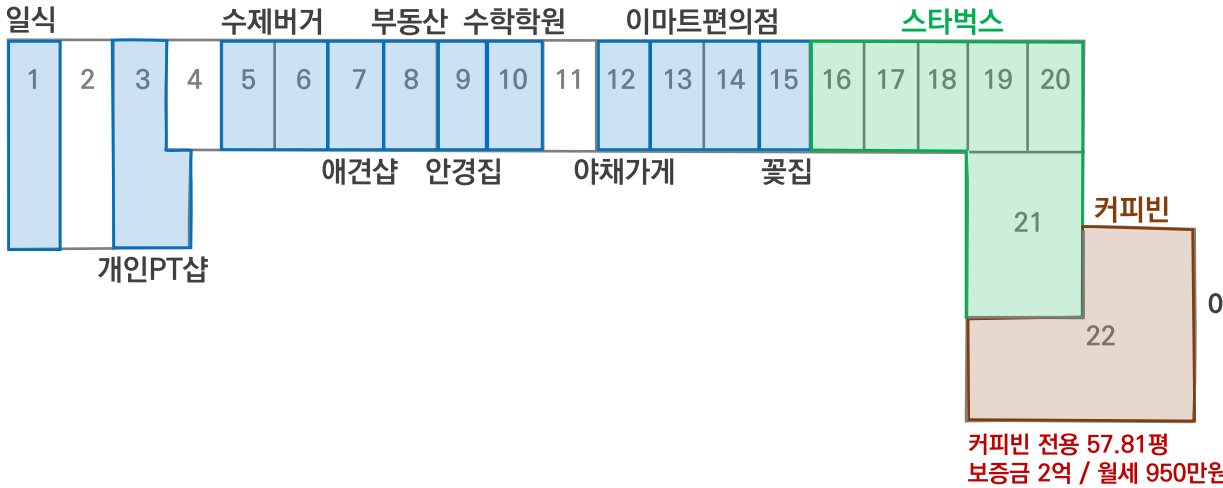 일식
수제버거 부동산 수학학원 이마트편의점 스타벅스
1 2 3 4 5 6 7 8 9 10 11 12 13 14 15 16 17 18 19 20
애견샵 안경집 야채가게 꽃집
커피빈
21
개인PT샵
0
22
커피빈 전용 57.81평
보증금 2억 / 월세 950만원